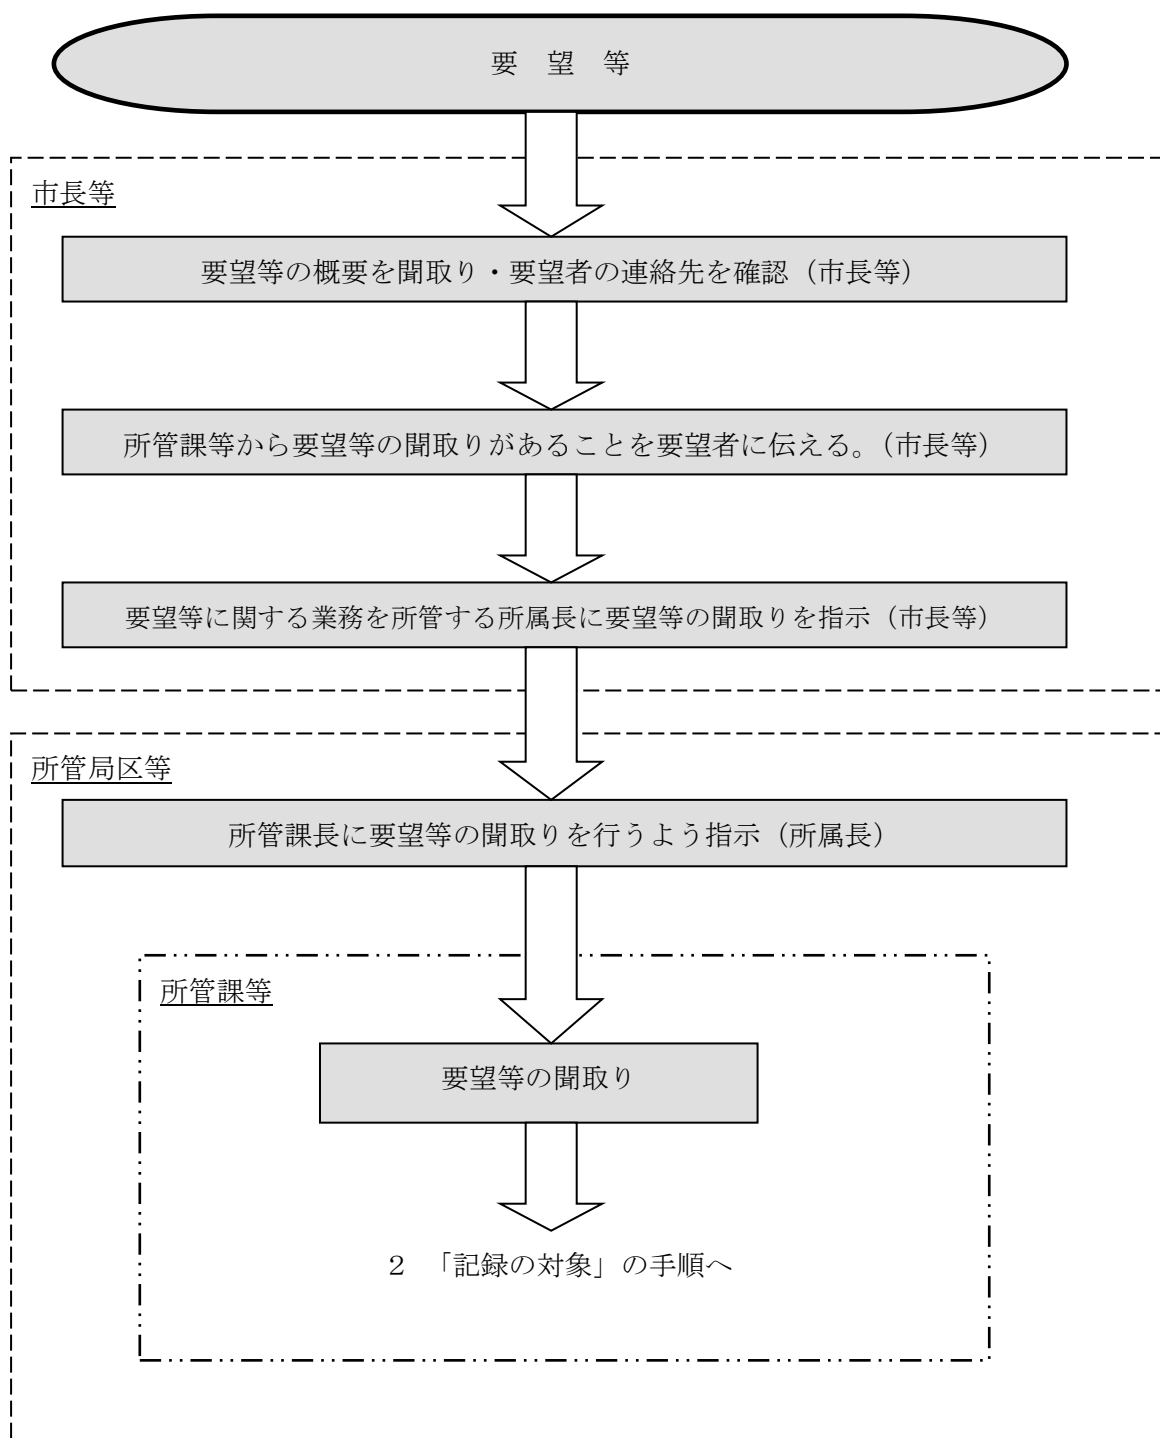 要　望　等
市長等
要望等の概要を聞取り・要望者の連絡先を確認（市長等）
所管課等から要望等の聞取りがあることを要望者に伝える。（市長等）
要望等に関する業務を所管する所属長に要望等の聞取りを指示（市長等）
所管局区等
所管課長に要望等の聞取りを行うよう指示（所属長）
所管課等
要望等の聞取り
２　「記録の対象」の手順へ